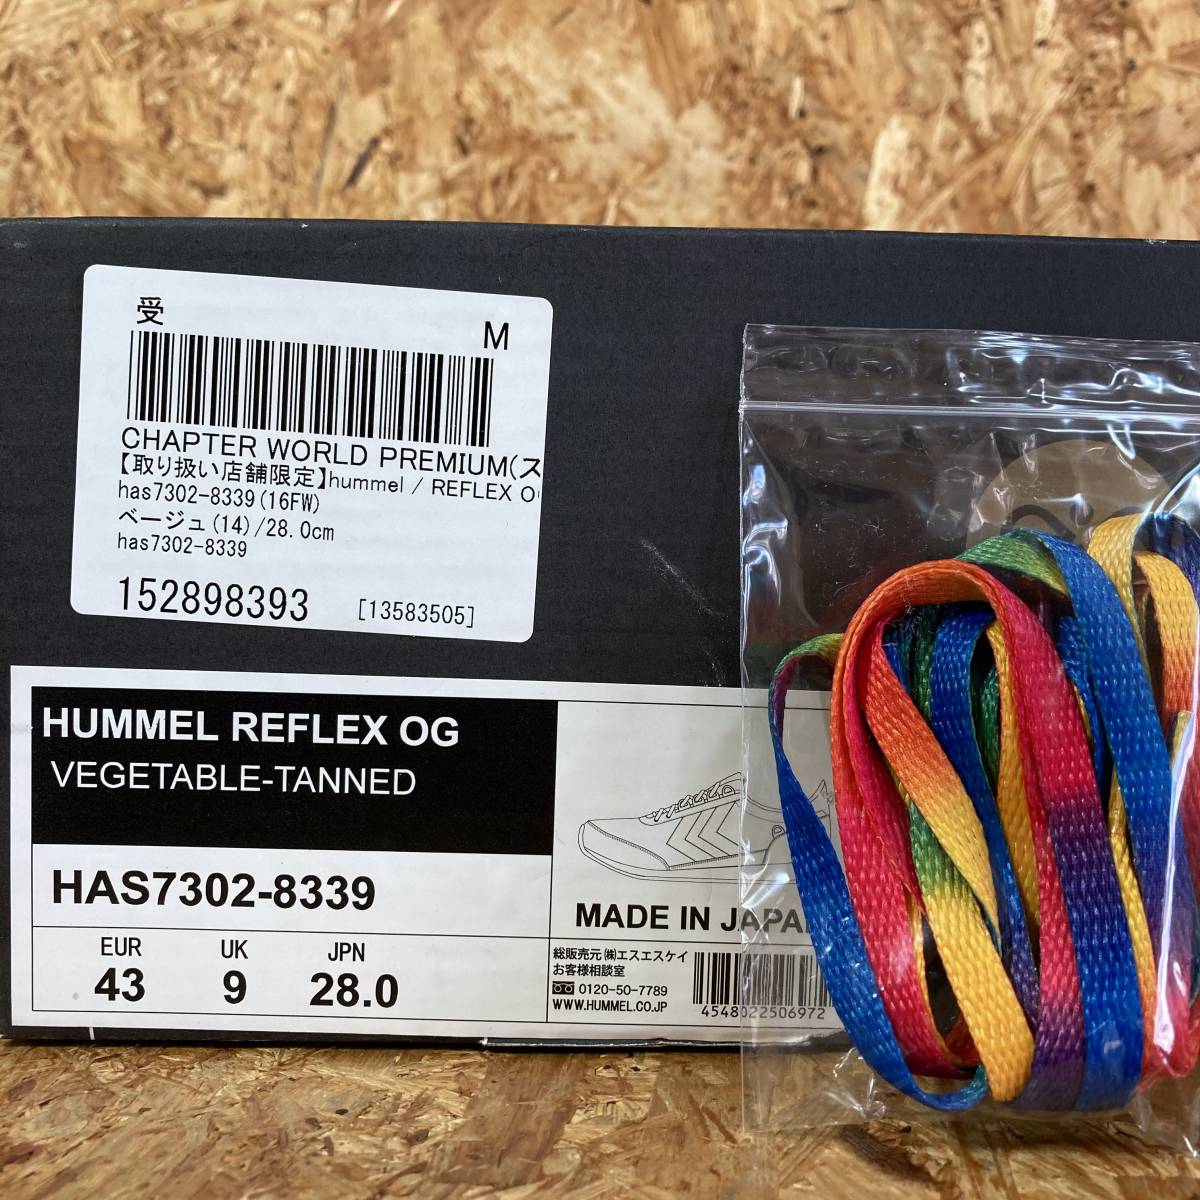 受
M
CHAPTER WORLD PREMIUM(ス
【取り扱い店舗限定】hummel / REFLEX O
has7302-8339(16FW)
ベージュ(14)/28.0cm
has7302-8339
152898393 [13583505]
HUMMEL REFLEX OG
VEGETABLE-TANNED
HAS7302-8339
EUR UK JPN
43 9 28.0
MADE IN JAPA
総販売元㈱エスエスケイ
お客様相談室
0120-50-7789
WWW.HUMMEL.CO.JP
4548022506972